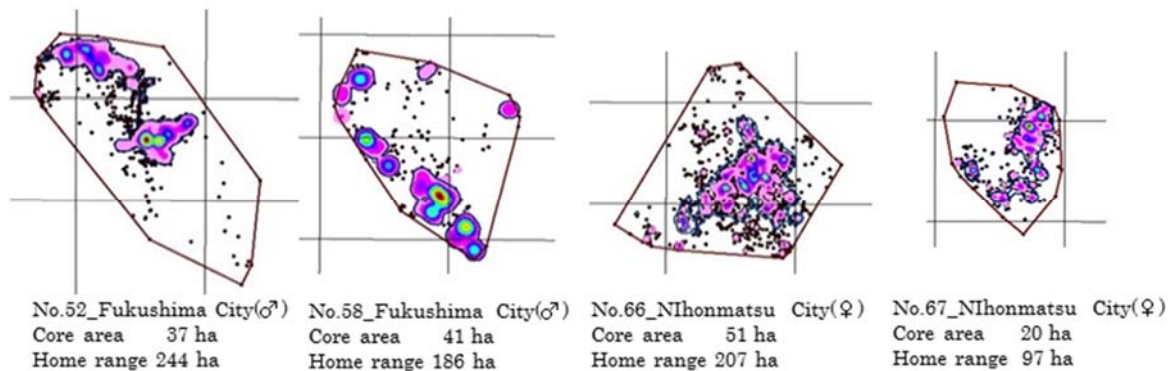 No.52_Fukushima City(♂)
Core area 37 ha
Home range 244 ha
No.58_Fukushima City(♂)
Core area 41 ha
Home range 186 ha
No.66_NIhonmatsu City(♀)
Core area 51 ha
Home range 207 ha
No.67_NIhonmatsu City(♀)
Core area 20 ha
Home range 97 ha